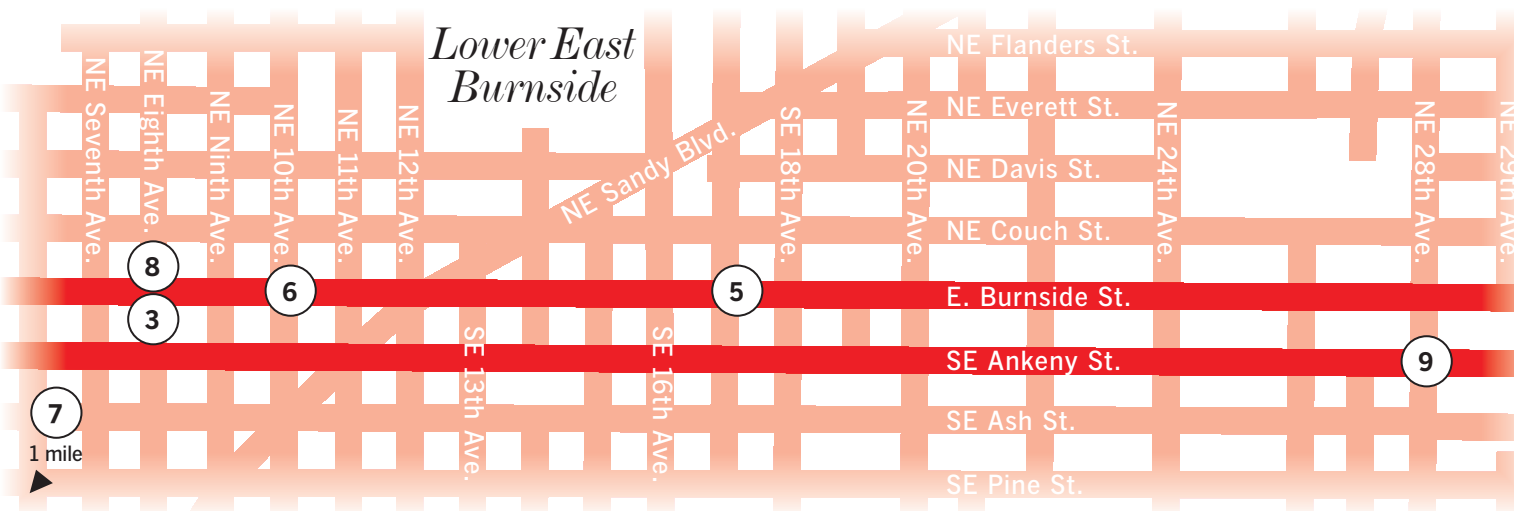 Lower East
Burnside
NE Flanders St.
NE Everett St.
NE Davis St.
NE Couch St.
E. Burnside St.
SE Ankeny St.
SE Ash St.
SE Pine St.
NE Sandy Blvd.
NE Seventh Ave.
NE Eighth Ave.
NE Ninth Ave.
NE 10th Ave.
NE 11th Ave.
NE 12th Ave.
SE 13th Ave.
SE 16th Ave.
SE 18th Ave.
NE 20th Ave.
NE 24th Ave.
NE 28th Ave.
NE 29th Ave.
8
3
6
5
9
7
1 mile